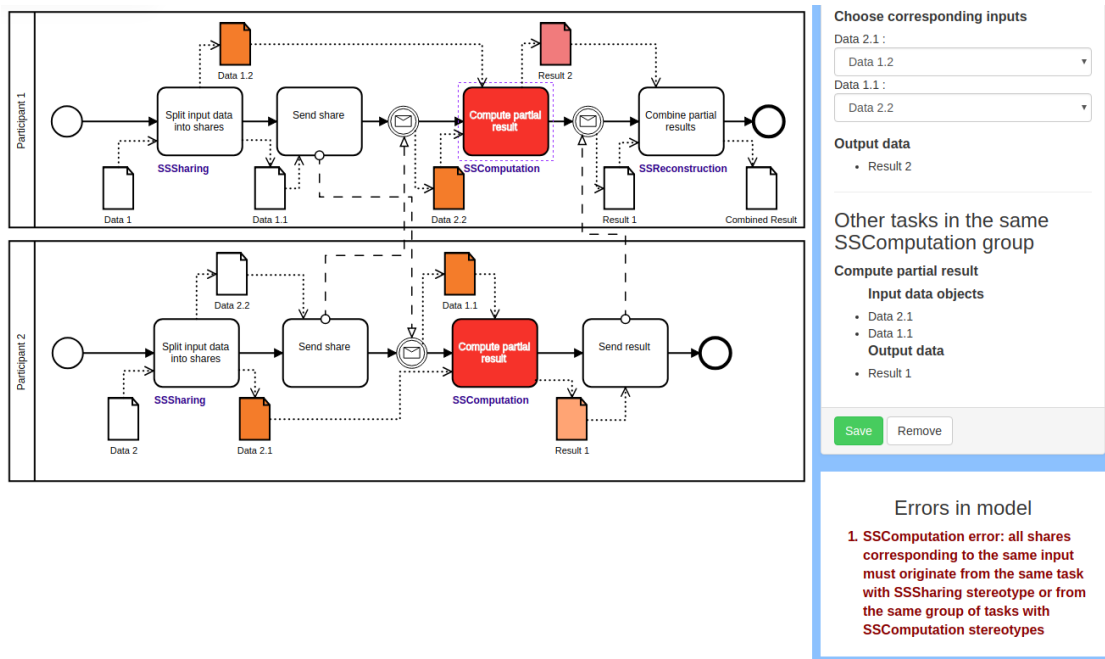 Participant 1
Data 1.2
Result 2
Split input data
into shares
Send share
Compute partial
result
Combine partial
results
SSSharing
SSComputation
SSReconstruction
Data 1
Data 1.1
Data 2.2
Result 1
Combined Result
Participant 2
Data 2.2
Data 1.1
Split input data
into shares
Send share
Compute partial
result
Send result
SSSharing
SSComputation
Data 2
Data 2.1
Result 1
Choose corresponding inputs
Data 2.1 :
Data 1.2
Data 1.1 :
Data 2.2
Output data
Result 2
Other tasks in the same
SSComputation group
Compute partial result
Input data objects
Data 2.1
Data 1.1
Output data
Result 1
Save Remove
Errors in model
1. SSComputation error: all shares
corresponding to the same input
must originate from the same task
with SSSharing stereotype or from
the same group of tasks with
SSComputation stereotypes